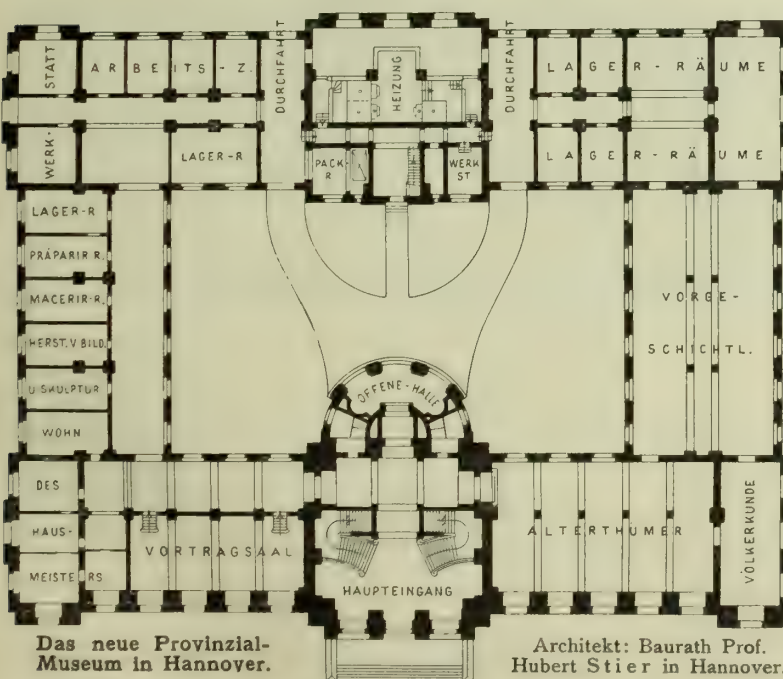 STATT
ARBEITS-Z.
DURCHFAHRT
HEIZUNG
DURCHFAHRT
LAGER-RÄUME
WERK-
LAGER-R
PACK-
R
WERK
ST
LAGER-RÄUME
LAGER-R
PRÄPARIR R.
MACERIR-R.
HERST. V BILD.
U SKULPTUR
WOHN
VORGE-
SCHICHTL.
OFFENE-HALLE
DES
HAUS-
MEISTERS
VORTRAGSAAL
HAUPTEINGANG
ALTERTHUMER
VÖLKERKUNDE
Das neue Provinzial-
Museum in Hannover.
Architekt: Baurath Prof.
Hubert Stier in Hannover.